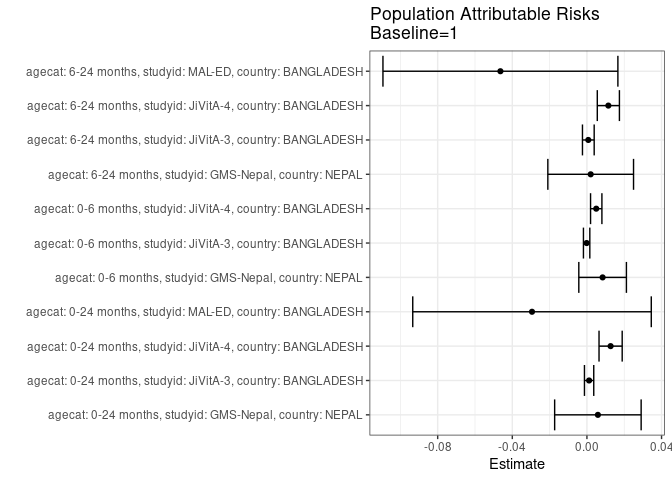 Population Attributable Risks
Baseline=1
agecat: 6-24 months, studyid: MAL-ED, country: BANGLADESH
agecat: 6-24 months, studyid: JiVitA-4, country: BANGLADESH
agecat: 6-24 months, studyid: JiVitA-3, country: BANGLADESH
agecat: 6-24 months, studyid: GMS-Nepal, country: NEPAL
agecat: 0-6 months, studyid: JiVitA-4, country: BANGLADESH
agecat: 0-6 months, studyid: JiVitA-3, country: BANGLADESH
agecat: 0-6 months, studyid: GMS-Nepal, country: NEPAL
agecat: 0-24 months, studyid: MAL-ED, country: BANGLADESH
agecat: 0-24 months, studyid: JiVitA-4, country: BANGLADESH
agecat: 0-24 months, studyid: JiVitA-3, country: BANGLADESH
agecat: 0-24 months, studyid: GMS-Nepal, country: NEPAL
-0.08 -0.04 0.00 0.04
Estimate